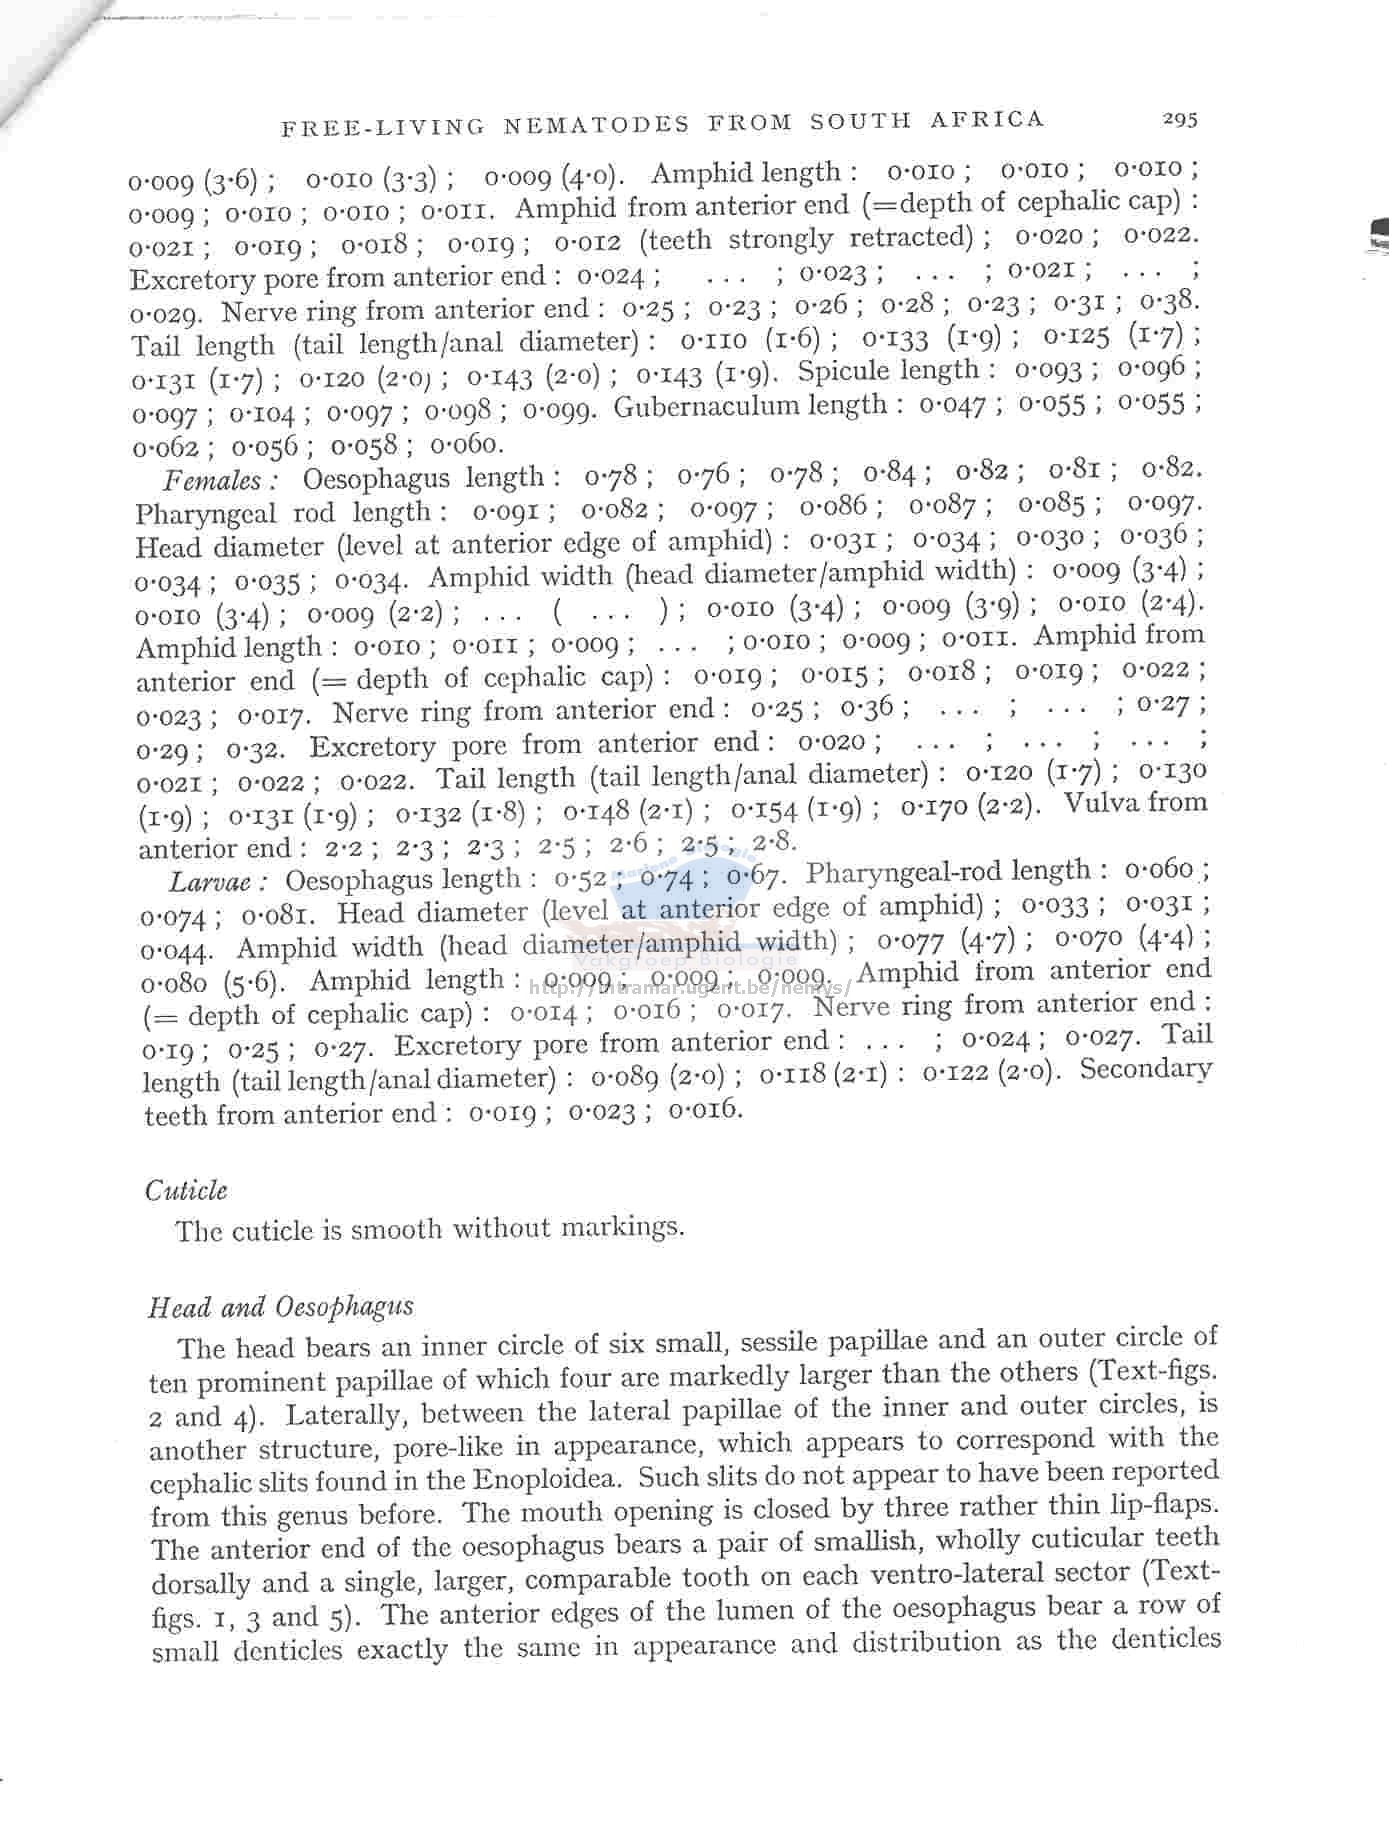 FREE-LIVING NEMATODES FROM SOUTH AFRICA 295
0·009 (3·6) ; 0·010 (3·3) ; 0·009 (4·0). Amphid length : 0·010 ; 0·010 ; 0·010 ;
0·009 ; 0·010 ; 0·010 ; 0·011. Amphid from anterior end (=depth of cephalic cap) :
0·021 ; 0·019 ; 0·018 ; 0·019 ; 0·012 (teeth strongly retracted) ; 0·020 ; 0·022.
Excretory pore from anterior end : 0·024 ; ... ; 0·023 ; ... ; 0·021 ; ... ;
0·029. Nerve ring from anterior end : 0·25 ; 0·23 ; 0·26 ; 0·28 ; 0·23 ; 0·31 ; 0·38.
Tail length (tail length/anal diameter) : 0·110 (1·6) ; 0·133 (1·9) ; 0·125 (1·7) ;
0·131 (1·7) ; 0·120 (2·0) ; 0·143 (2·0) ; 0·143 (1·9). Spicule length : 0·093 ; 0·096 ;
0·097 ; 0·104 ; 0·097 ; 0·098 ; 0·099. Gubernaculum length : 0·047 ; 0·055 ; 0·055 ;
0·062 ; 0·056 ; 0·058 ; 0·060.
Females : Oesophagus length : 0·78 ; 0·76 ; 0·78 ; 0·84 ; 0·82 ; 0·81 ; 0·82.
Pharyngeal rod length : 0·091 ; 0·082 ; 0·097 ; 0·086 ; 0·087 ; 0·085 ; 0·097.
Head diameter (level at anterior edge of amphid) : 0·031 ; 0·034 ; 0·030 ; 0·036 ;
0·034 ; 0·035 ; 0·034. Amphid width (head diameter/amphid width) : 0·009 (3·4) ;
0·010 (3·4) ; 0·009 (2·2) ; ... ( ... ) ; 0·010 (3·4) ; 0·009 (3·9) ; 0·010 (2·4).
Amphid length : 0·010 ; 0·011 ; 0·009 ; ... ; 0·010 ; 0·009 ; 0·011. Amphid from
anterior end (= depth of cephalic cap) : 0·019 ; 0·015 ; 0·018 ; 0·019 ; 0·022 ;
0·023 ; 0·017. Nerve ring from anterior end : 0·25 ; 0·36 ; ... ; ... ; 0·27 ;
0·29 ; 0·32. Excretory pore from anterior end : 0·020 ; ... ; ... ; ... ;
0·021 ; 0·022 ; 0·022. Tail length (tail length/anal diameter) : 0·120 (1·7) ; 0·130
(1·9) ; 0·131 (1·9) ; 0·132 (1·8) ; 0·148 (2·1) ; 0·154 (1·9) ; 0·170 (2·2). Vulva from
anterior end : 2·2 ; 2·3 ; 2·3 ; 2·5 ; 2·6 ; 2·5 ; 2·8.
Larvae : Oesophagus length : 0·52 ; 0·74 ; 0·67. Pharyngeal-rod length : 0·060 ;
0·074 ; 0·081. Head diameter (level at anterior edge of amphid) ; 0·033 ; 0·031 ;
0·044. Amphid width (head diameter/amphid width) ; 0·077 (4·7) ; 0·070 (4·4) ;
Vakgroep Biologie
0·080 (5·6). Amphid length : 0·009 ; 0·009 ; 0·009. Amphid from anterior end
http://intramar.ugent.be/nemys/
(= depth of cephalic cap) : 0·014 ; 0·016 ; 0·017. Nerve ring from anterior end :
0·19 ; 0·25 ; 0·27. Excretory pore from anterior end : ... ; 0·024 ; 0·027. Tail
length (tail length/anal diameter) : 0·089 (2·0) ; 0·118 (2·1) : 0·122 (2·0). Secondary
teeth from anterior end : 0·019 ; 0·023 ; 0·016.
Cuticle
The cuticle is smooth without markings.
Head and Oesophagus
The head bears an inner circle of six small, sessile papillae and an outer circle of
ten prominent papillae of which four are markedly larger than the others (Text-figs.
2 and 4). Laterally, between the lateral papillae of the inner and outer circles, is
another structure, pore-like in appearance, which appears to correspond with the
cephalic slits found in the Enoploidea. Such slits do not appear to have been reported
from this genus before. The mouth opening is closed by three rather thin lip-flaps.
The anterior end of the oesophagus bears a pair of smallish, wholly cuticular teeth
dorsally and a single, larger, comparable tooth on each ventro-lateral sector (Text-
figs. 1, 3 and 5). The anterior edges of the lumen of the oesophagus bear a row of
small denticles exactly the same in appearance and distribution as the denticles